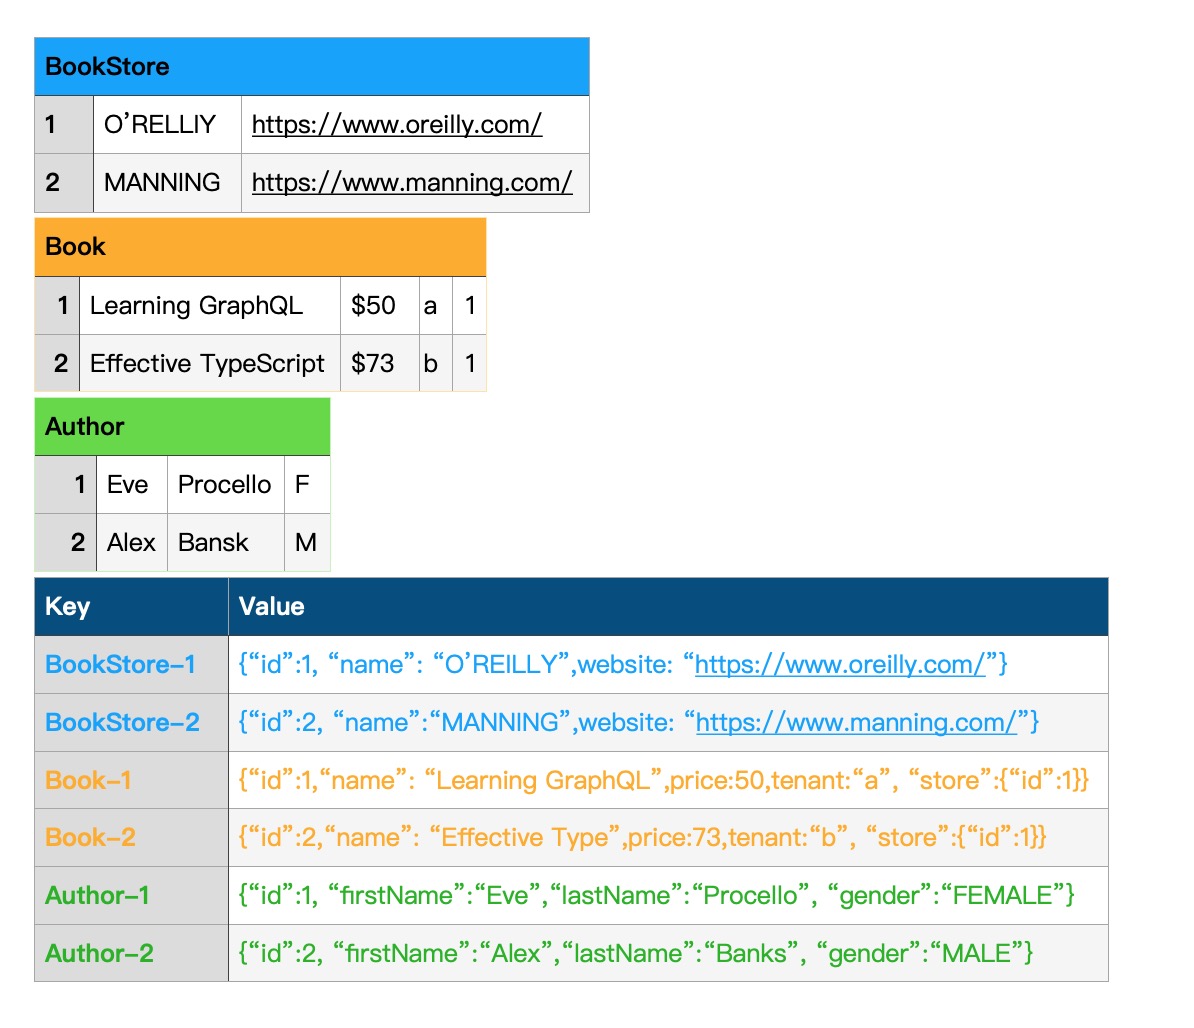 BookStore
1 O’RELLIY https://www.oreilly.com/
2 MANNING https://www.manning.com/
Book
1 Learning GraphQL $50 a 1
2 Effective TypeScript $73 b 1
Author
1 Eve Procello F
2 Alex Bansk M
Key Value
BookStore-1 {“id”:1, “name”: “O’REILLY”,website: “https://www.oreilly.com/”}
BookStore-2 {“id”:2, “name”:“MANNING”,website: “https://www.manning.com/”}
Book-1 {“id”:1,“name”: “Learning GraphQL”,price:50,tenant:“a”, “store”:{“id”:1}}
Book-2 {“id”:2,“name”: “Effective Type”,price:73,tenant:“b”, “store”:{“id”:1}}
Author-1 {“id”:1, “firstName”:“Eve”,“lastName”:“Procello”, “gender”:“FEMALE”}
Author-2 {“id”:2, “firstName”:“Alex”,“lastName”:“Banks”, “gender”:“MALE”}